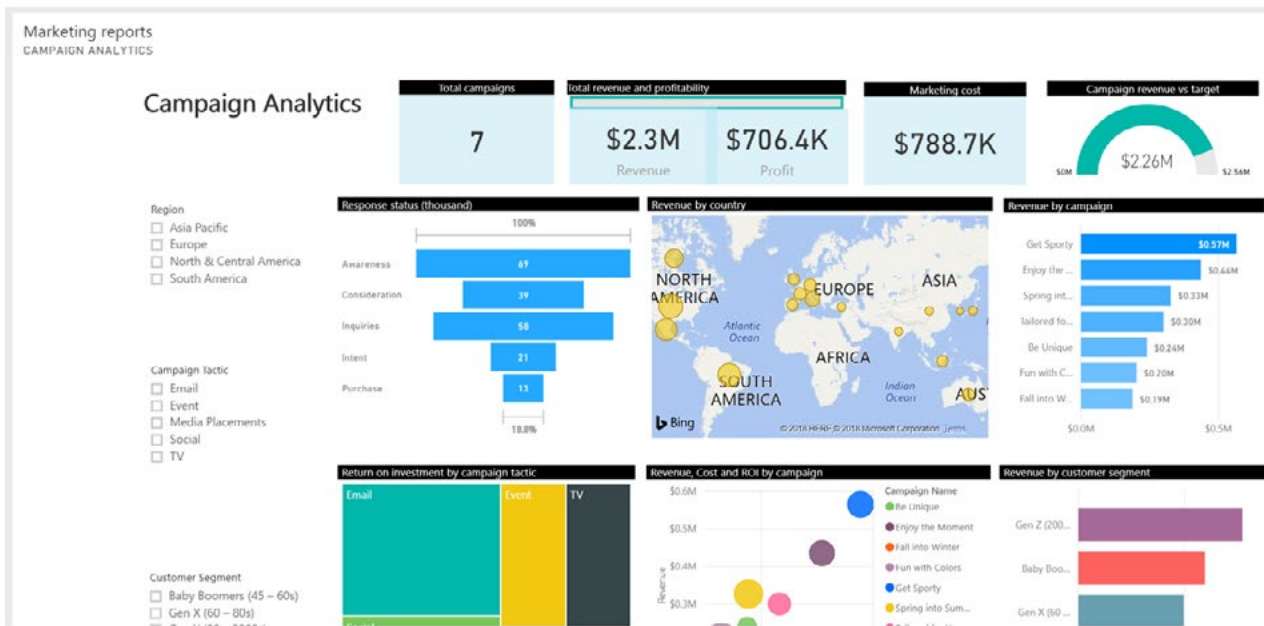 Marketing reports
CAMPAIGN ANALYTICS
Campaign Analytics
Total campaigns
7
Total revenue and profitability
$2.3M
Revenue
$706.4K
Profit
Marketing cost
$788.7K
Campaign revenue vs target
$2.26M
$0M
$2.56M
Region
Asia Pacific
Europe
North & Central America
South America
Campaign Tactic
Email
Event
Media Placements
Social
TV
Customer Segment
Baby Boomers (45 – 60s)
Gen X (60 – 80s)
Response status (thousand)
100%
Awareness
69
Consideration
39
Inquiries
58
Intent
21
Purchase
13
18.8%
Revenue by country
NORTH AMERICA
EUROPE
ASIA
Atlantic Ocean
AFRICA
SOUTH AMERICA
Indian Ocean
AUS
Bing
© 2018 HERE © 2018 Microsoft Corporation Terms
Revenue by campaign
Get Sporty
$0.57M
Enjoy the ...
$0.44M
Spring int...
$0.33M
Tailored fo...
$0.30M
Be Unique
$0.24M
Fun with C...
$0.20M
Fall into W...
$0.19M
$0.0M
$0.5M
Return on investment by campaign tactic
Email
Event
TV
Revenue, Cost and ROI by campaign
$0.6M
$0.5M
$0.4M
$0.3M
Revenue
Campaign Name
Be Unique
Enjoy the Moment
Fall into Winter
Fun with Colors
Get Sporty
Spring into Sum...
Revenue by customer segment
Gen Z (200...
Baby Boo...
Gen X (60 ...